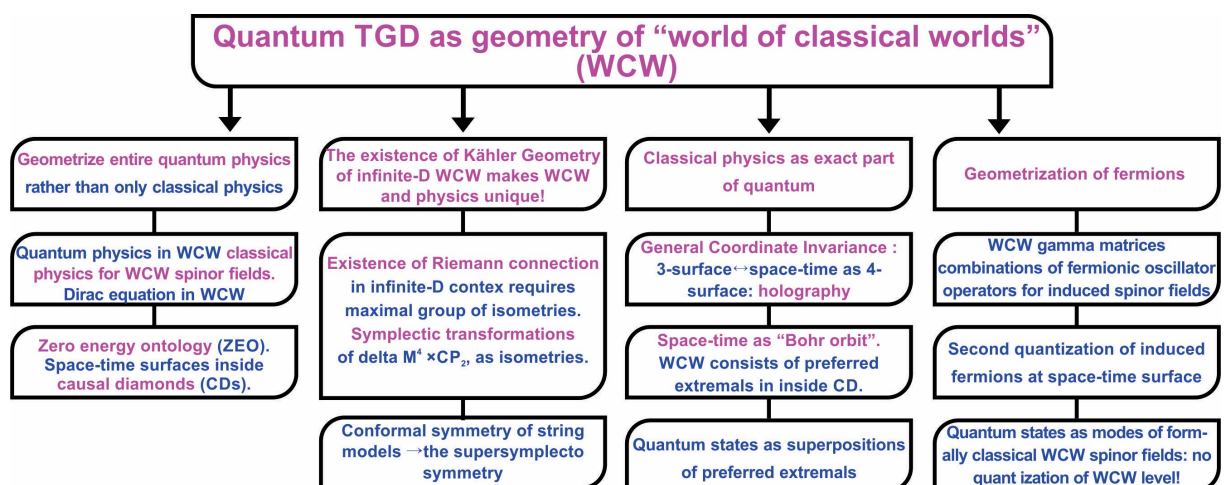 Quantum TGD as geometry of “world of classical worlds”
(WCW)
Geometrize entire quantum physics
rather than only classical physics
Quantum physics in WCW classical
physics for WCW spinor fields.
Dirac equation in WCW
Zero energy ontology (ZEO).
Space-time surfaces inside
causal diamonds (CDs).
The existence of Kähler Geometry
of infinite-D WCW makes WCW
and physics unique!
Existence of Riemann connection
in infinite-D contex requires
maximal group of isometries.
Symplectic transformations
of delta M⁴ ×CP₂, as isometries.
Conformal symmetry of string
models →the supersymplecto
symmetry
Classical physics as exact part
of quantum
General Coordinate Invariance :
3-surface↔space-time as 4-
surface: holography
Space-time as “Bohr orbit”.
WCW consists of preferred
extremals in inside CD.
Quantum states as superpositions
of preferred extremals
Geometrization of fermions
WCW gamma matrices
combinations of fermionic oscillator
operators for induced spinor fields
Second quantization of induced
fermions at space-time surface
Quantum states as modes of form-
ally classical WCW spinor fields: no
quant ization of WCW level!